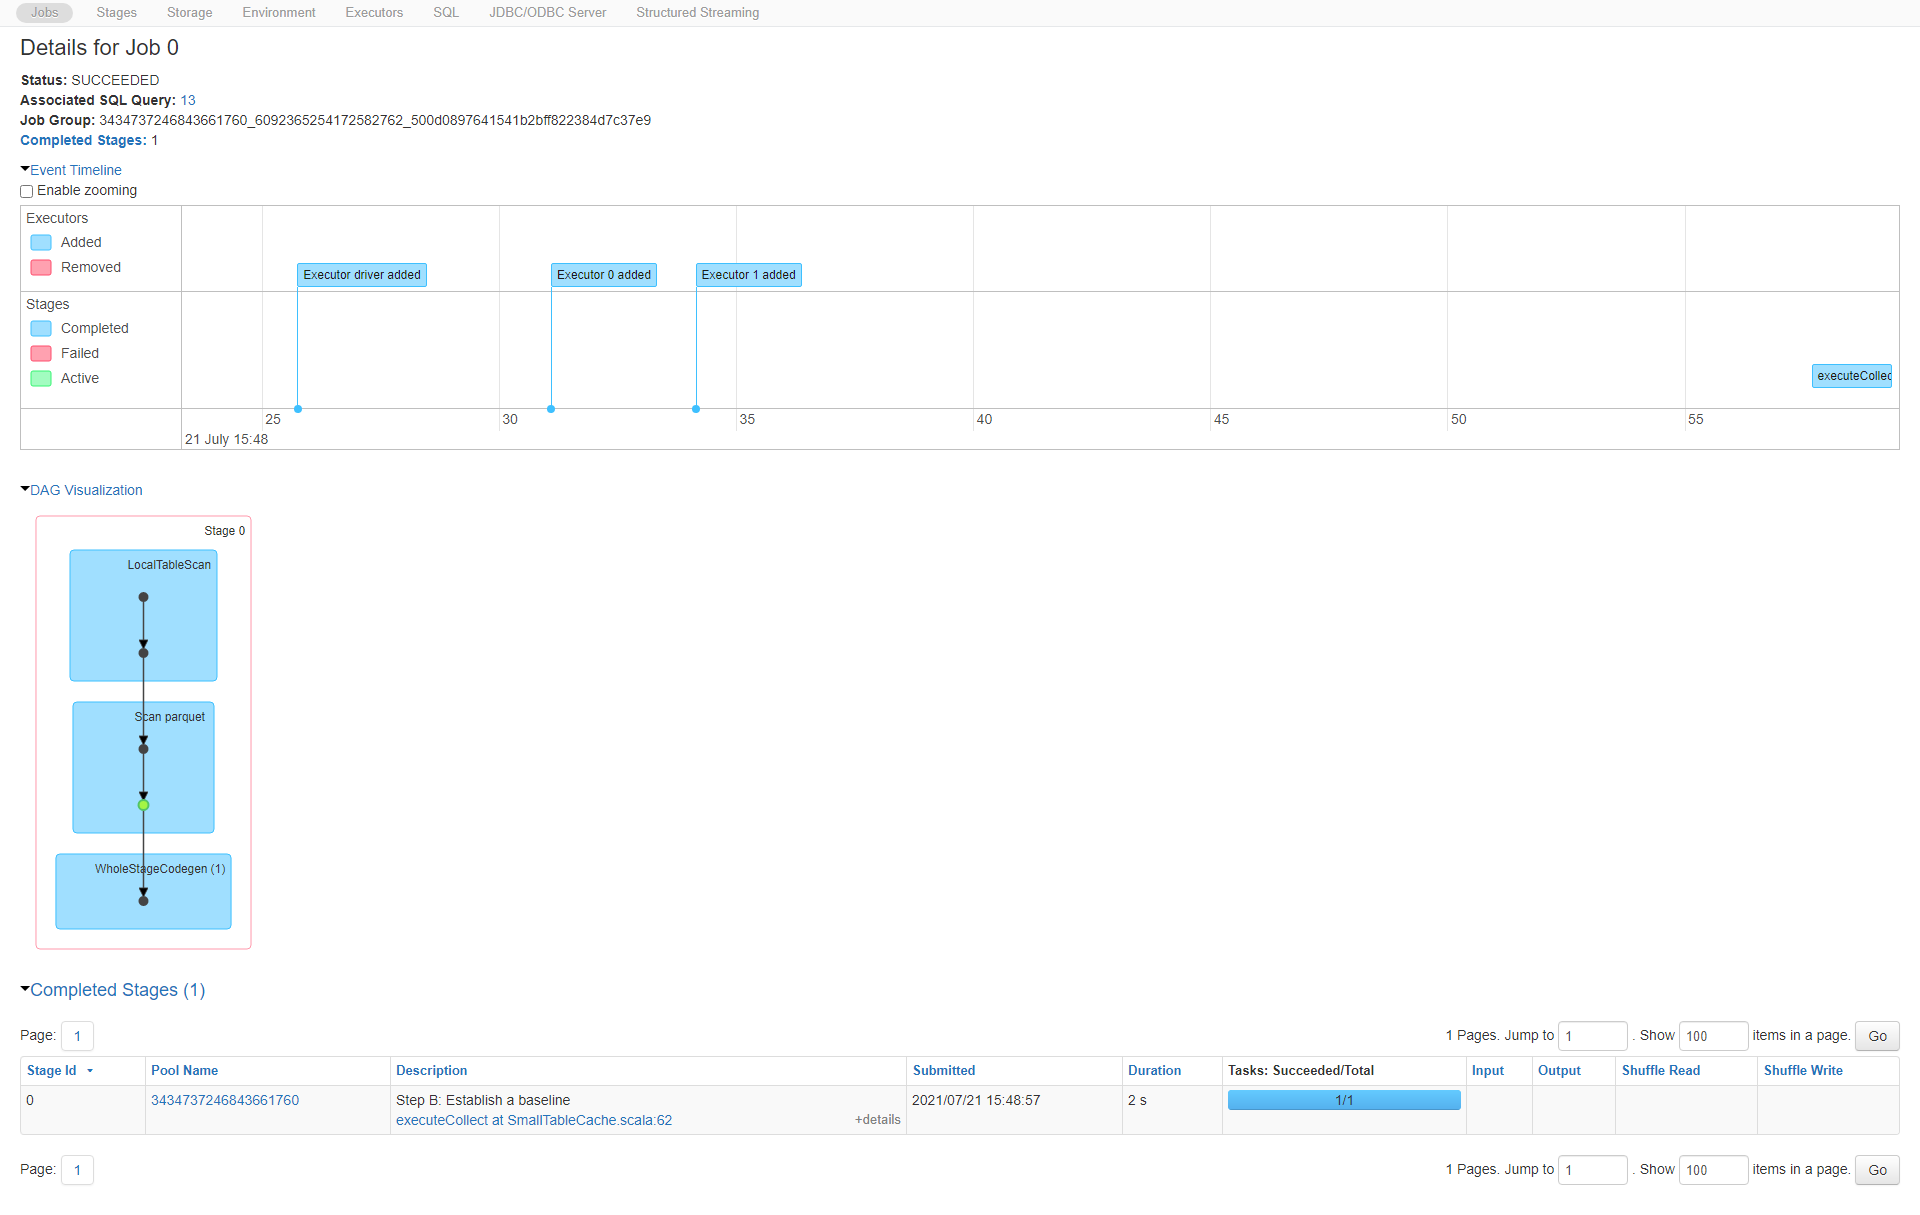 Jobs Stages Storage Environment Executors SQL JDBC/ODBC Server Structured Streaming
Details for Job 0
Status: SUCCEEDED
Associated SQL Query: 13
Job Group: 3434737246843661760_6092365254172582762_500d0897641541b2bff822384d7c37e9
Completed Stages: 1
Event Timeline
Enable zooming
Executors
Added
Removed
Executor driver added Executor 0 added Executor 1 added
Stages
Completed
Failed
Active
executeCollec
25 30 35 40 45 50 55
21 July 15:48
DAG Visualization
Stage 0
LocalTableScan
Scan parquet
WholeStageCodegen (1)
Completed Stages (1)
Page: 1 1 Pages. Jump to 1 . Show 100 items in a page. Go
Stage Id Pool Name Description Submitted Duration Tasks: Succeeded/Total Input Output Shuffle Read Shuffle Write
0 3434737246843661760 Step B: Establish a baseline 2021/07/21 15:48:57 2 s 1/1
executeCollect at SmallTableCache.scala:62 +details
Page: 1 1 Pages. Jump to 1 . Show 100 items in a page. Go